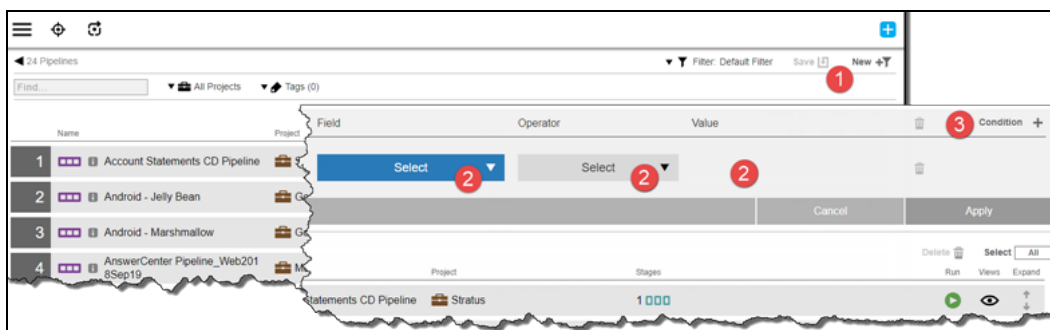 24 Pipelines Filter: Default Filter Save New
1
Find... All Projects Tags (0)
Field Operator Value 3 Condition
Name Project
1 Account Statements CD Pipeline Select 2 Select 2 2
2 Android - Jelly Bean
Cancel Apply
3 Android - Marshmallow
Delete Select All
4 AnswerCenter Pipeline_Web201
8Sep19
Project Stages Run Views Expand
Statements CD Pipeline Stratus 1